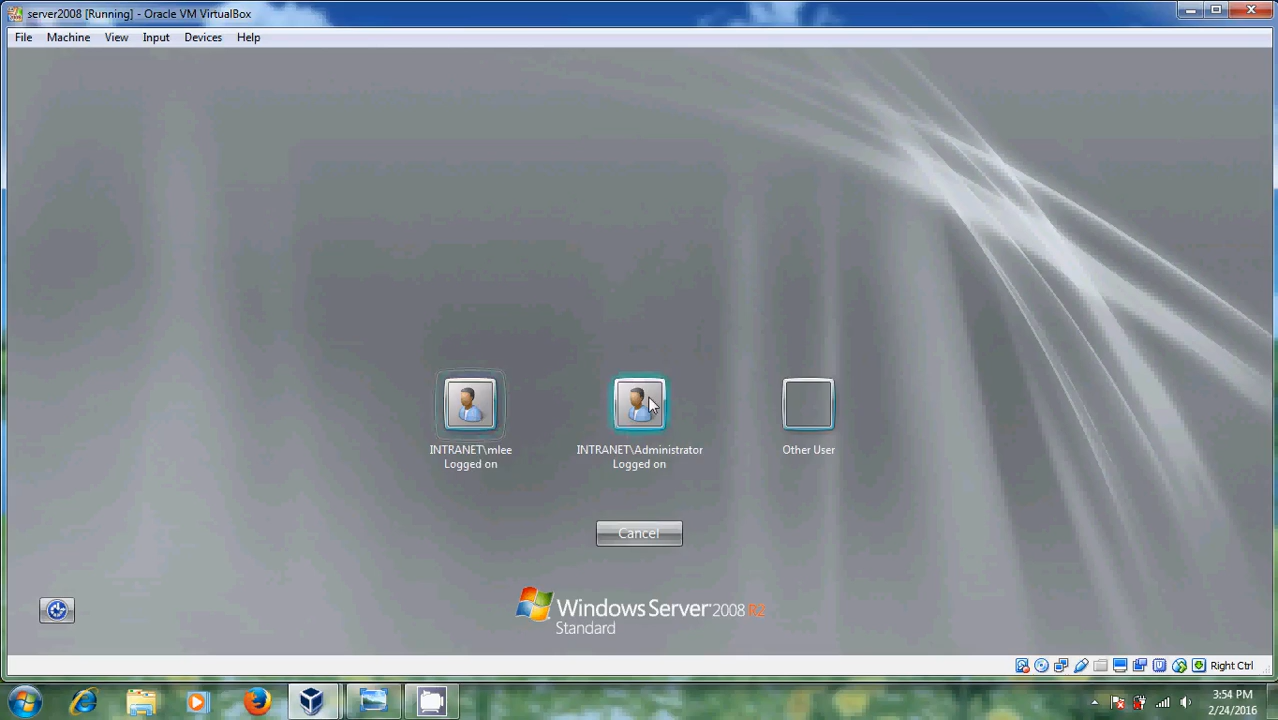 server2008 [Running] - Oracle VM VirtualBox
File Machine View Input Devices Help
INTRANET\mlee
Logged on
INTRANET\Administrator
Logged on
Other User
Cancel
Windows Server 2008 R2
Standard
Right Ctrl
3:54 PM
2/24/2016